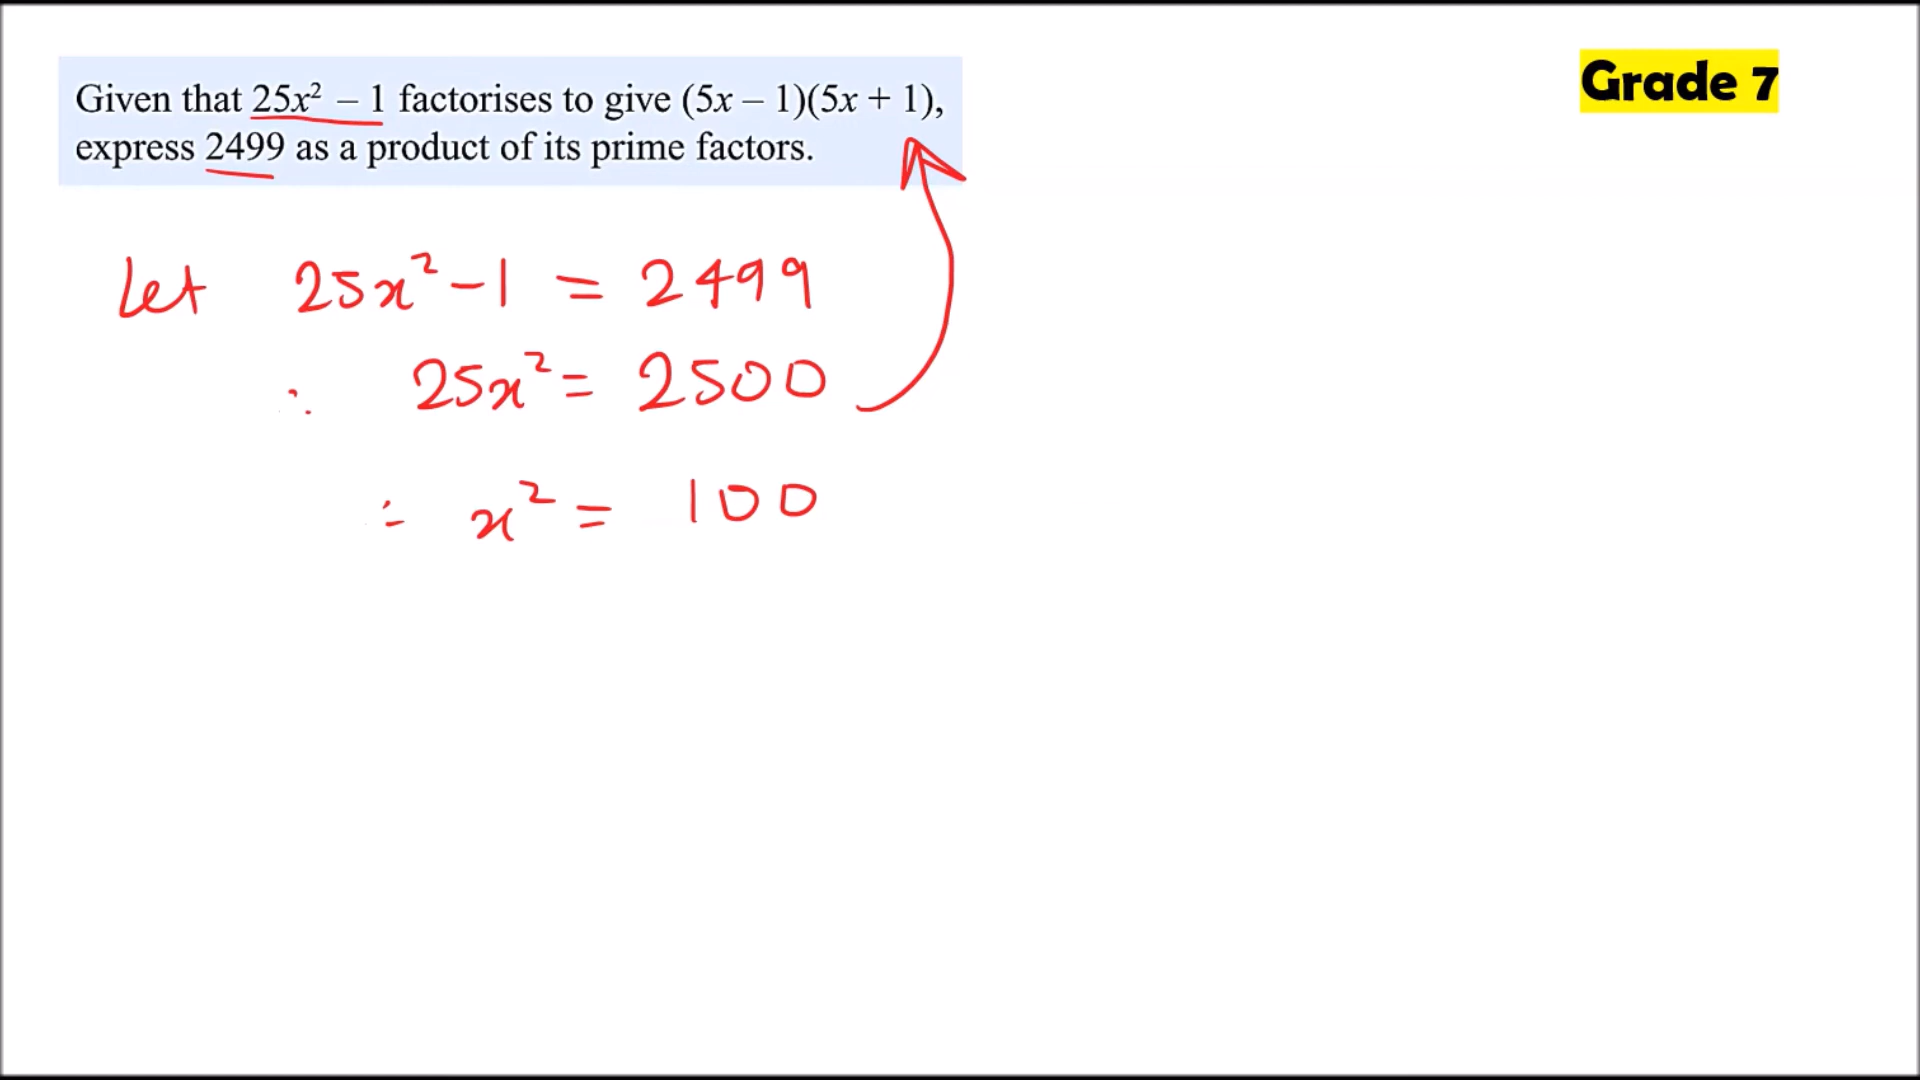 Given that 25x² – 1 factorises to give (5x – 1)(5x + 1),
express 2499 as a product of its prime factors.
Grade 7
Let 25x² - 1 = 2499
∴ 25x² = 2500
∴ x² = 100